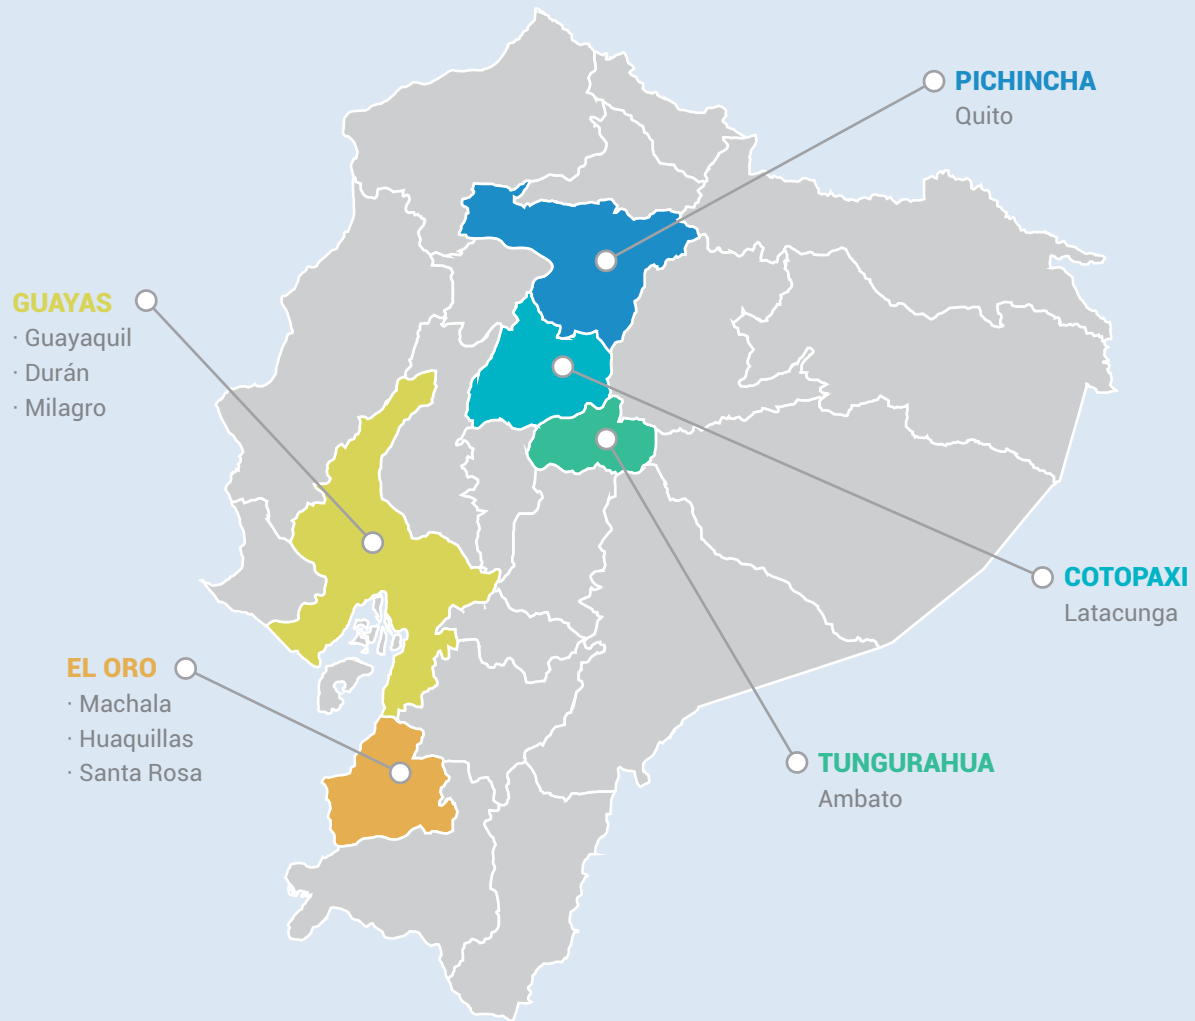 PICHINCHA
Quito
GUAYAS
· Guayaquil
· Durán
· Milagro
COTOPAXI
Latacunga
EL ORO
· Machala
· Huaquillas
· Santa Rosa
TUNGURAHUA
Ambato